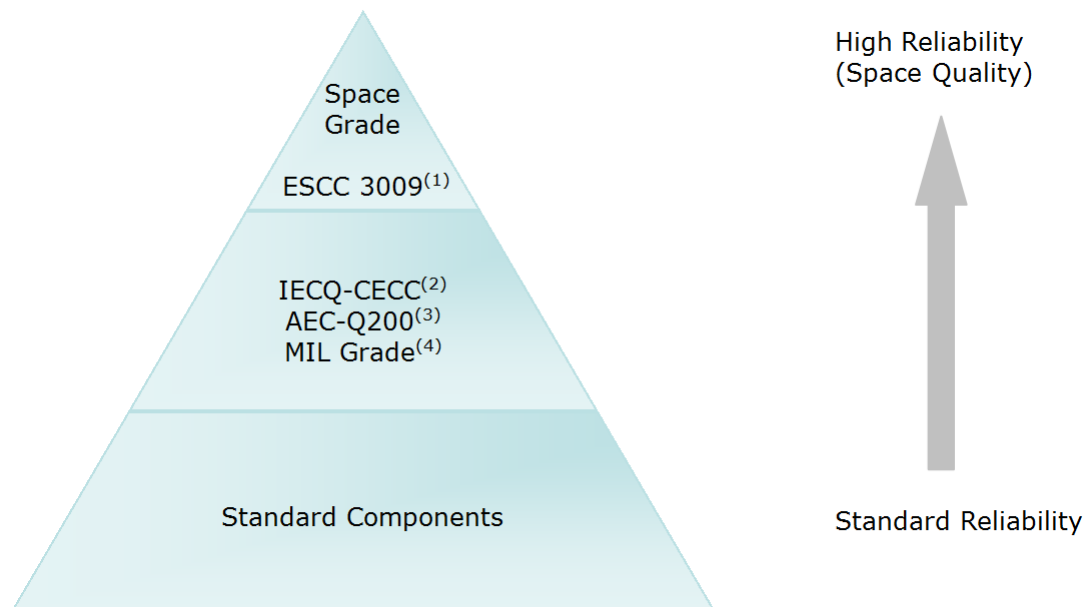 Space
Grade
ESCC 3009(1)
IECQ-CECC(2)
AEC-Q200(3)
MIL Grade(4)
Standard Components
High Reliability
(Space Quality)
Standard Reliability